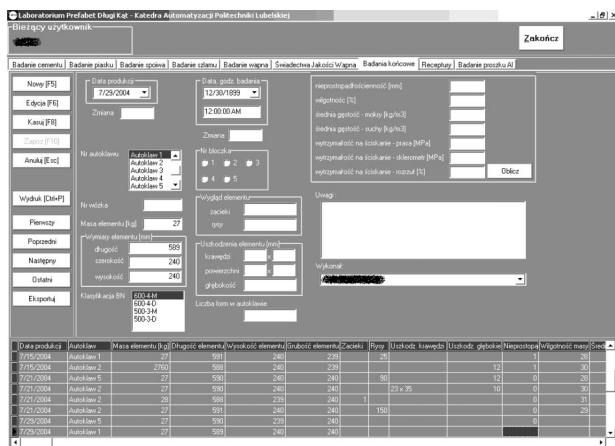 Laboratorium Prefabet Długi Kąt - Katedra Automatyzacji Politechniki Lubelskiej
Bieżący użytkownik
Zakończ
Badanie cementu Badanie piasku Badanie spoiwa Badanie szlamu Badanie wapna Świadectwa Jakości Wapna Badania końcowe Receptury Badanie proszku Al
Nowy [F5]
Edycja [F6]
Kasuj [F8]
Zapisz [F10]
Anuluj [Esc]
Wydruk [Ctrl+P]
Pierwszy
Poprzedni
Następny
Ostatni
Eksportuj
Data produkcji
7/29/2004
Zmiana
Nr autoklawu
Autoklaw 1
Autoklaw 2
Autoklaw 3
Autoklaw 4
Autoklaw 5
Nr wózka
Masa elementu [kg] 27
Wymiary elementu [mm]
długość 589
szerokość 240
wysokość 240
Klasyfikacja BN
600-4-M
600-4-D
500-3-M
500-3-D
Data, godz. badania
12/30/1899
12:00:00 AM
Zmiana
Nr bloczka
1 2 3
4 5
Wygląd elementu
zacieki
rysy
Uszkodzenia elementu [mm]
krawędzi x
powierzchni x
głębokość
Liczba form w autoklawie
nieprostopadłościenność [mm]
wilgotność [%]
średnia gęstość - mokry [kg/m3]
średnia gęstość - suchy [kg/m3]
wytrzymałość na ściskanie - prasa [MPa]
wytrzymałość na ściskanie - sklerometr [MPa]
wytrzymałość na ściskanie - rozrzut [%]
Oblicz
Uwagi:
Wykonał:
Data produkcji Autoklaw Masa elementu [kg] Długość elementu Wysokość elementu Grubość elementu Zacieki Rysy Uszkodz. krawędzi Uszkodz. głębokie Nieprostopa Wilgotność masy Śred
7/15/2004 Autoklaw 1 27 591 240 239 25 1 28
7/15/2004 Autoklaw 2 2760 588 240 239 12 1 30
7/21/2004 Autoklaw 2 27 590 240 240 90 12 0 28
7/21/2004 Autoklaw 2 27 590 240 240 23 x 35 10 0 30
7/21/2004 Autoklaw 2 28 588 239 240 1 0 31
7/21/2004 Autoklaw 2 27 591 240 240 150 0 29
7/29/2004 Autoklaw 5 27 590 239 240 0
7/29/2004 Autoklaw 1 27 589 240 240